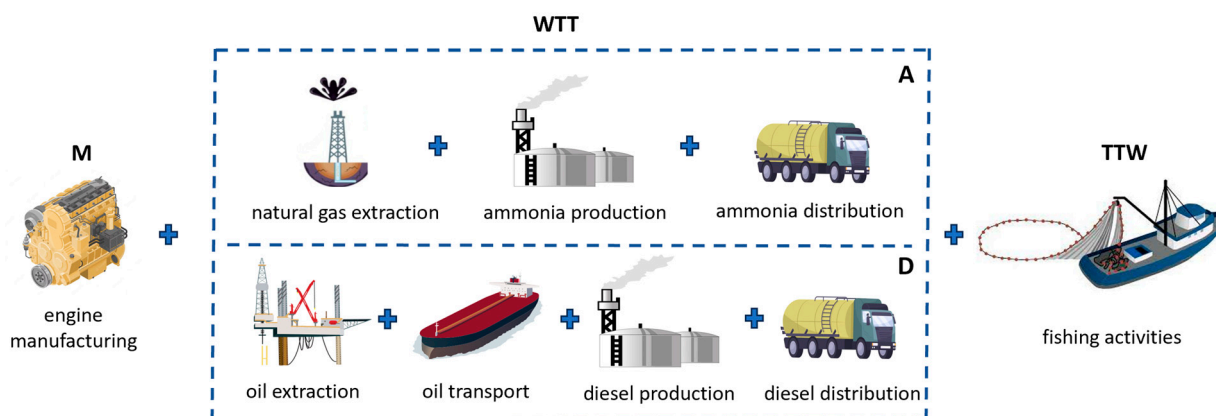 WTT
A
M
TTW
natural gas extraction
ammonia production
ammonia distribution
D
engine
manufacturing
fishing activities
oil extraction
oil transport
diesel production
diesel distribution